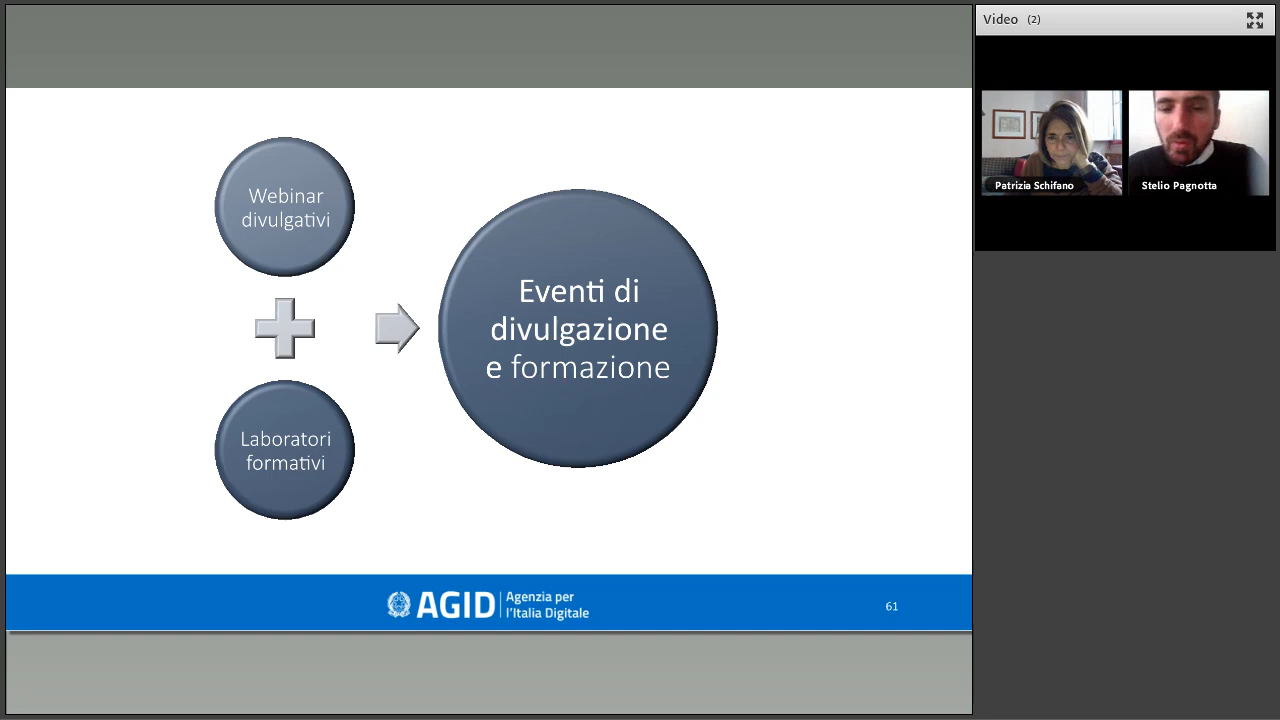 Video (2)
Patrizia Schifano
Stelio Pagnotta
Webinar
divulgativi
Laboratori
formativi
Eventi di
divulgazione
e formazione
AGID
Agenzia per
l'Italia Digitale
61